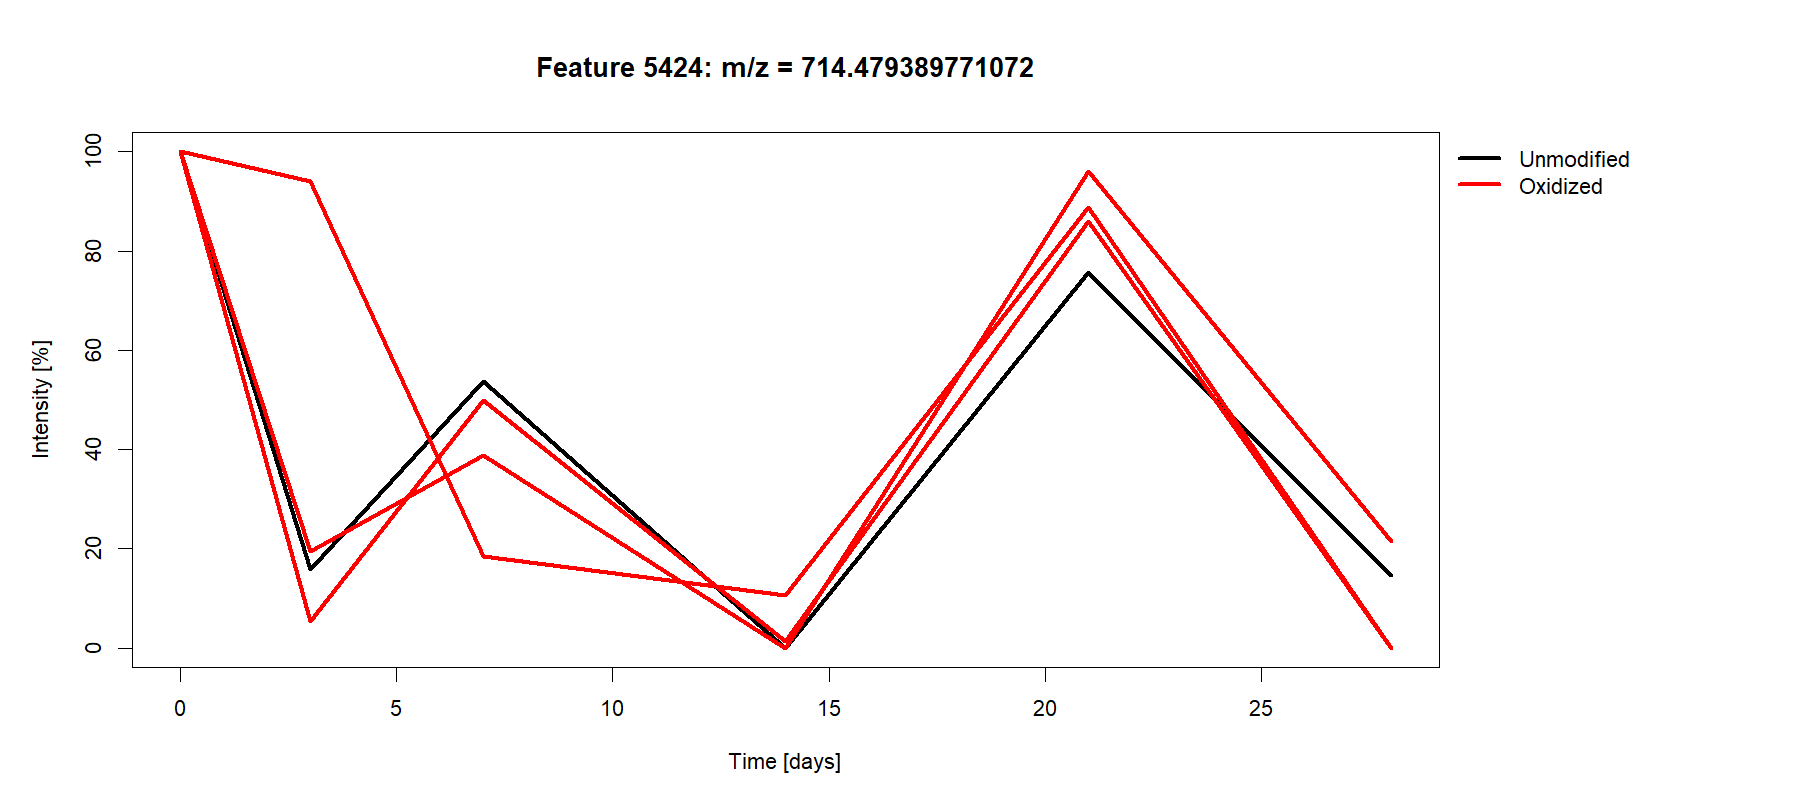 Feature 5424: m/z = 714.479389771072
Unmodified
Oxidized
100
80
60
40
20
0
Intensity [%]
0 5 10 15 20 25
Time [days]